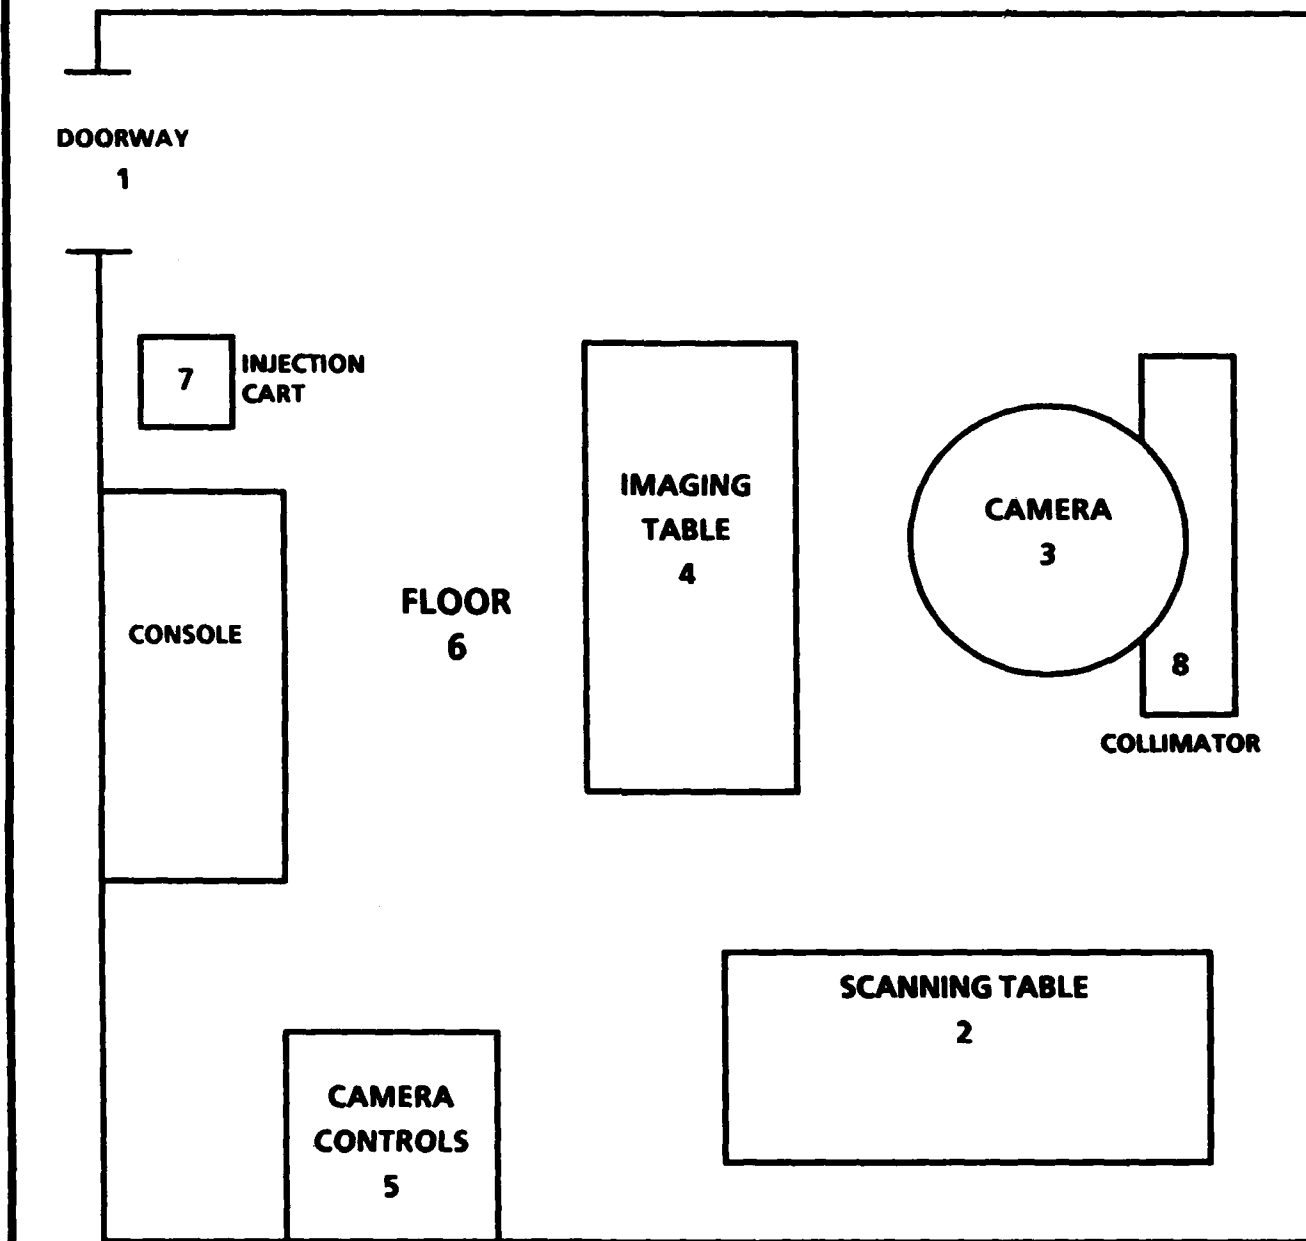 DOORWAY
1
7
INJECTION
CART
IMAGING
TABLE
4
CAMERA
3
FLOOR
6
CONSOLE
8
COLLIMATOR
SCANNING TABLE
2
CAMERA
CONTROLS
5